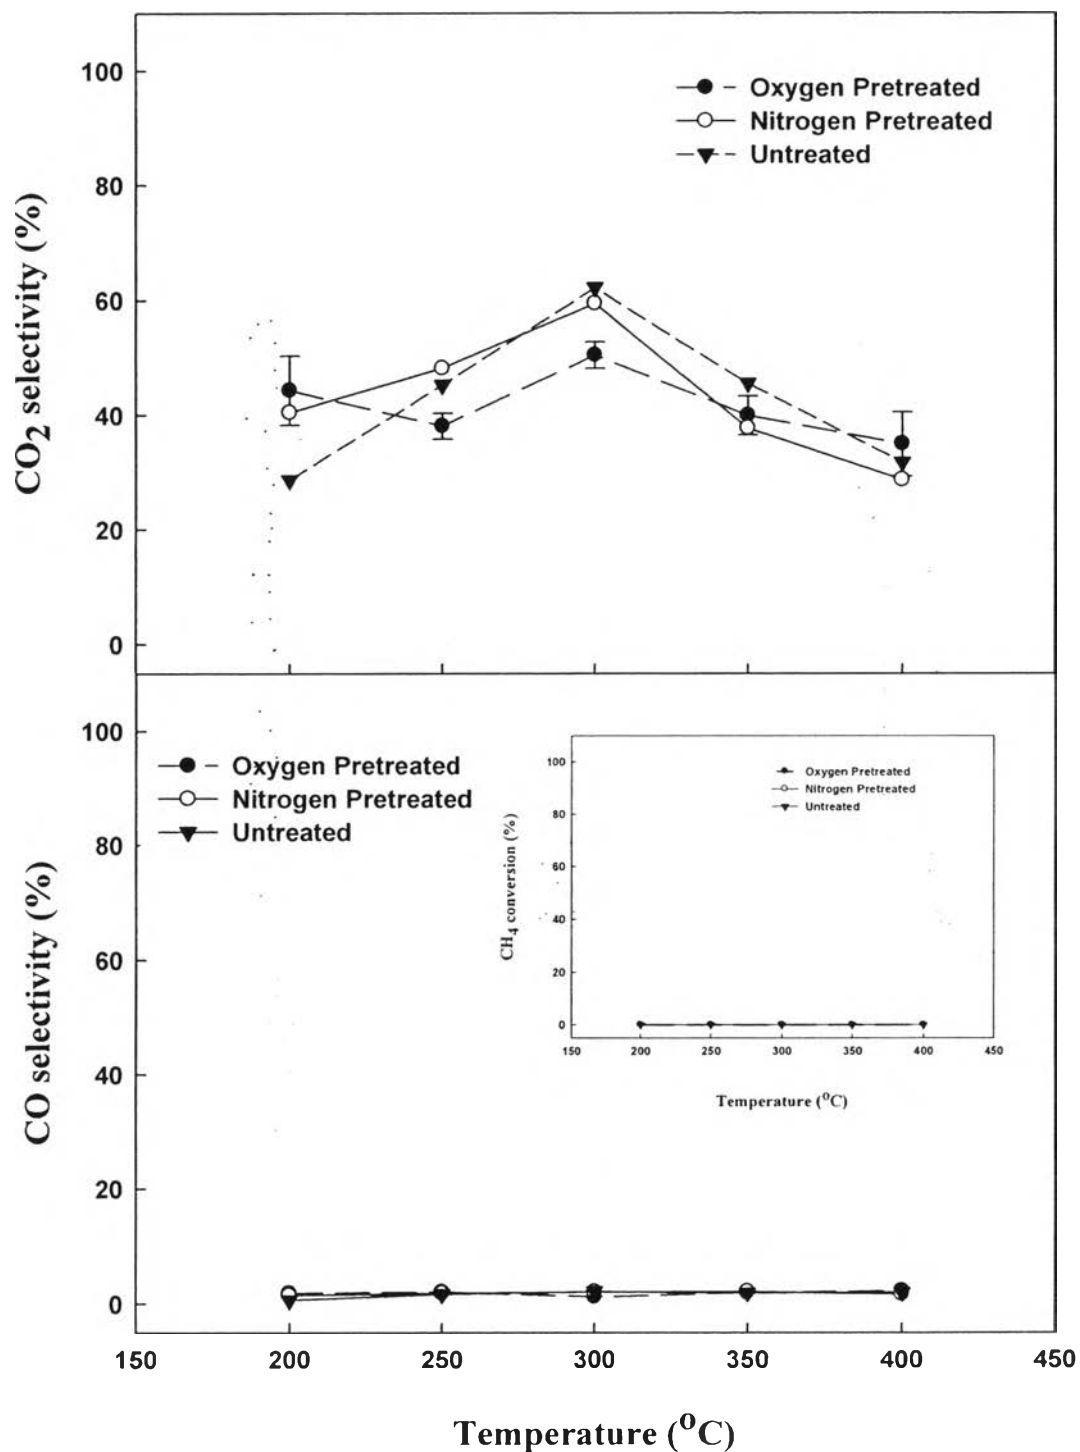 100
80
60
40
20
0
CO2 selectivity (%)
Oxygen Pretreated
Nitrogen Pretreated
Untreated
100
80
60
40
20
0
CO selectivity (%)
Oxygen Pretreated
Nitrogen Pretreated
Untreated
100
80
60
40
20
0
CH4 conversion (%)
Oxygen Pretreated
Nitrogen Pretreated
Untreated
150 200 250 300 350 400 450
Temperature (oC)
150 200 250 300 350 400 450
Temperature (oC)